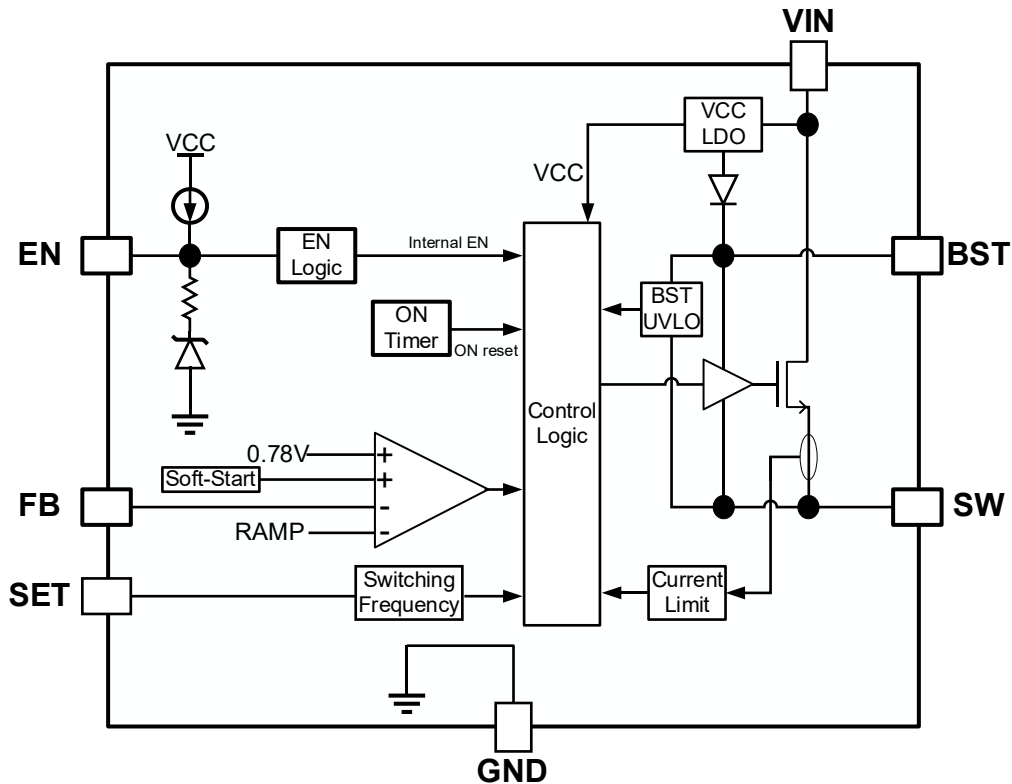 VIN
VCC
LDO
VCC
VCC
EN
EN
Logic
Internal EN
BST
BST
UVLO
ON
Timer
ON reset
Control
Logic
0.78V
+
Soft-Start
+
FB
-
RAMP
-
SW
SET
Switching
Frequency
Current
Limit
GND